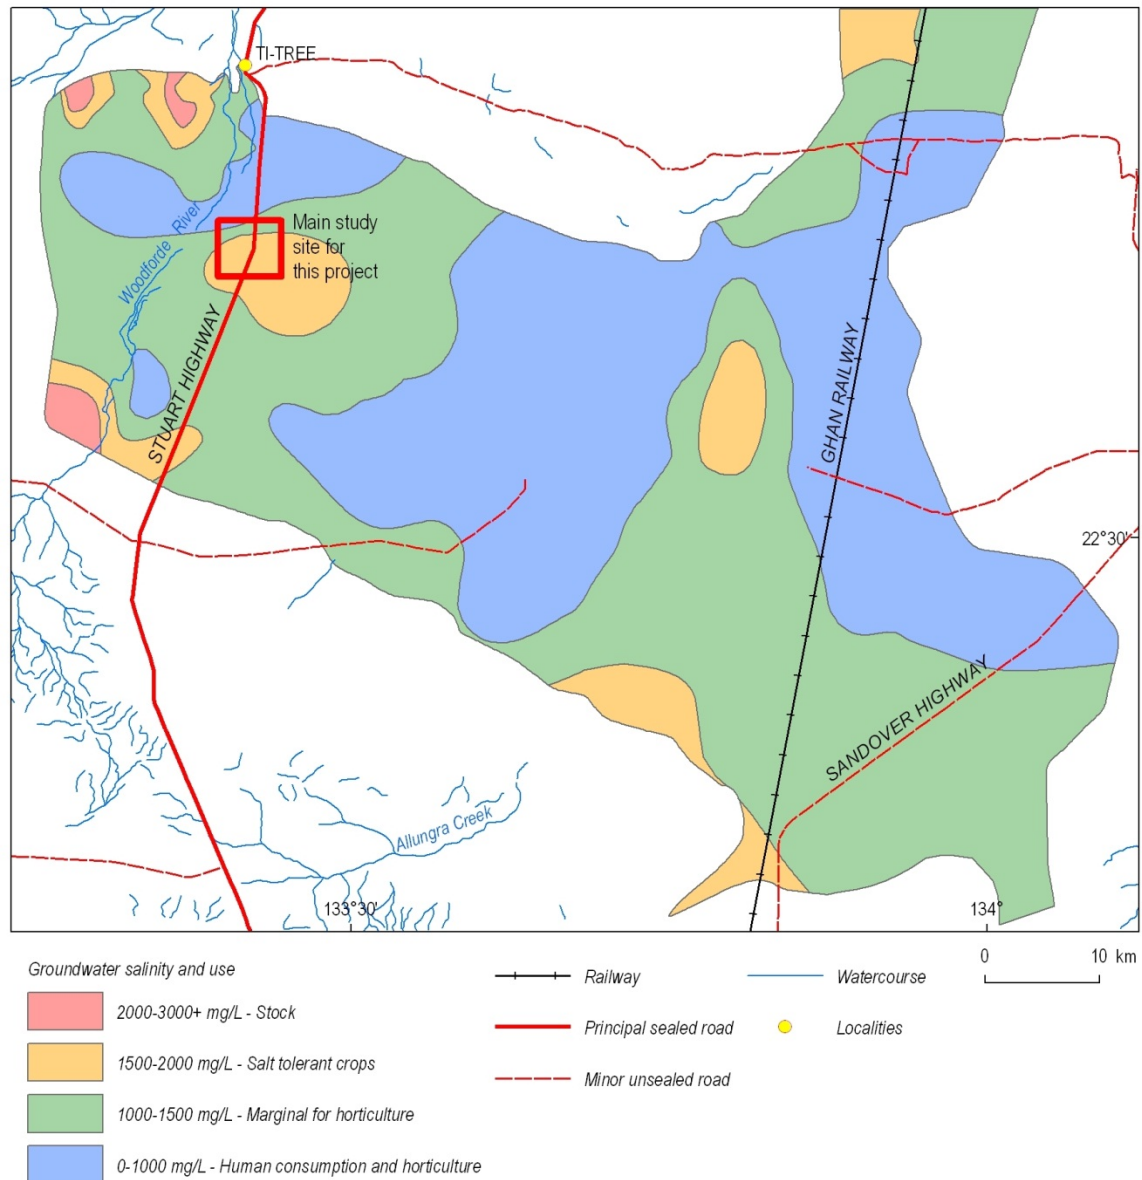 TI-TREE
Main study
site for
this project
Woodforde River
STUART HIGHWAY
GHAN RAILWAY
22°30'
SANDOVER HIGHWAY
Allungra Creek
133°30'
134°
Groundwater salinity and use
2000-3000+ mg/L - Stock
1500-2000 mg/L - Salt tolerant crops
1000-1500 mg/L - Marginal for horticulture
0-1000 mg/L - Human consumption and horticulture
Railway
Principal sealed road
Minor unsealed road
Watercourse
Localities
0 10 km